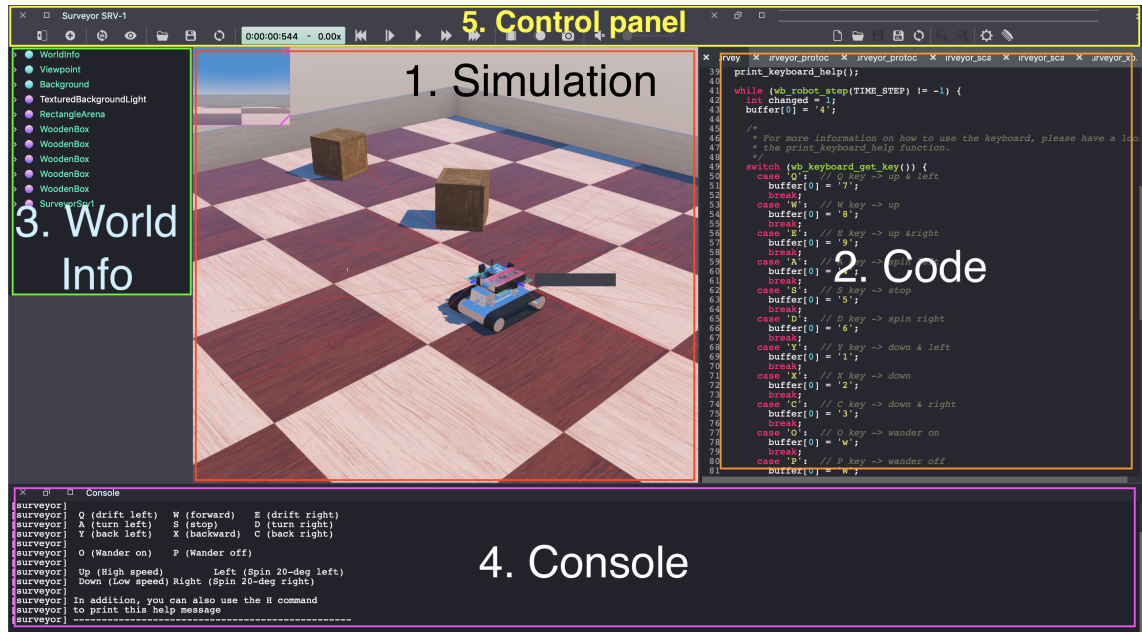 Surveyor SRV-1
5. Control panel
0:00:00:544 - 0.00x
WorldInfo
Viewpoint
Background
TexturedBackgroundLight
RectangleArena
WoodenBox
WoodenBox
WoodenBox
WoodenBox
WoodenBox
SurveyorSrv1
3. World
Info
1. Simulation
urvey urveyor_protoc urveyor_protoc urveyor_sca urveyor_sca urveyor_xb.
39 print_keyboard_help();
40
41 while (wb_robot_step(TIME_STEP) != -1) {
42 int changed = 1;
43 buffer[0] = '4';
44
45 /*
46 * For more information on how to use the keyboard, please have a loo
47 * the print_keyboard_help function.
48 */
49 switch (wb_keyboard_get_key()) {
50 case 'Q': // Q key -> up & left
51 buffer[0] = '7';
52 break;
53 case 'W': // W key -> up
54 buffer[0] = '8';
55 break;
56 case 'E': // E key -> up &right
57 buffer[0] = '9';
58 break;
59 case 'A': // key -> spin
60 buffer[0] =
61 break;
62 case 'S': // S key -> stop
63 buffer[0] = '5';
64 break;
65 case 'D': // D key -> spin right
66 buffer[0] = '6';
67 break;
68 case 'Y': // Y key -> down & left
69 buffer[0] = '1';
70 break;
71 case 'X': // X key -> down
72 buffer[0] = '2';
73 break;
74 case 'C': // C key -> down & right
75 buffer[0] = '3';
76 break;
77 case 'O': // O key -> wander on
78 buffer[0] = 'w';
79 break;
80 case 'P': // P key -> wander off
81 buffer[0] = 'W';
2. Code
Console
[surveyor]
[surveyor] Q (drift left) W (forward) E (drift right)
[surveyor] A (turn left) S (stop) D (turn right)
[surveyor] Y (back left) X (backward) C (back right)
[surveyor]
[surveyor] O (Wander on) P (Wander off)
[surveyor]
[surveyor] Up (High speed) Left (Spin 20-deg left)
[surveyor] Down (Low speed) Right (Spin 20-deg right)
[surveyor]
[surveyor] In addition, you can also use the H command
[surveyor] to print this help message
[surveyor] --------------------------------------------------
4. Console